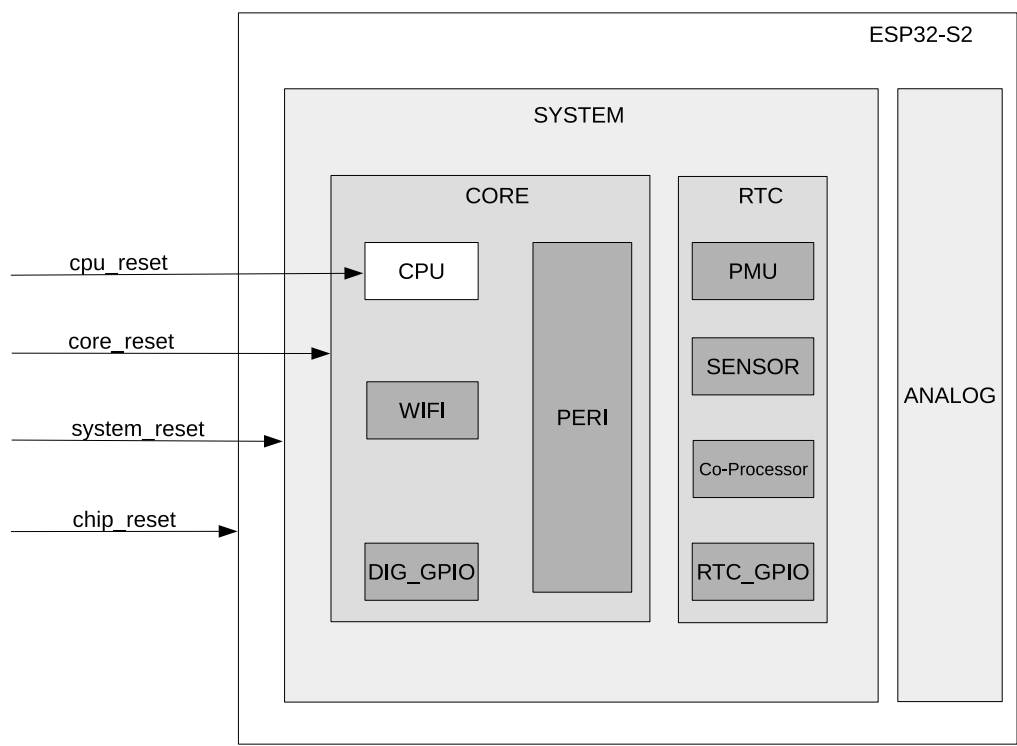 ESP32-S2
SYSTEM
CORE
RTC
cpu_reset
CPU
PMU
core_reset
SENSOR
WIFI
PERI
ANALOG
system_reset
Co-Processor
chip_reset
DIG_GPIO
RTC_GPIO